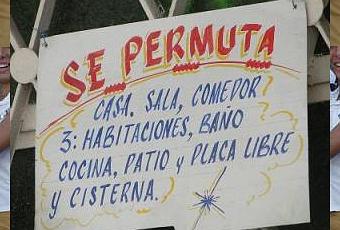 SE PERMUTA
CASA. SALA, COMEDOR
3: HABITACIONES, BAÑO
COCINA, PATIO y PLACA LIBRE
y CISTERNA.